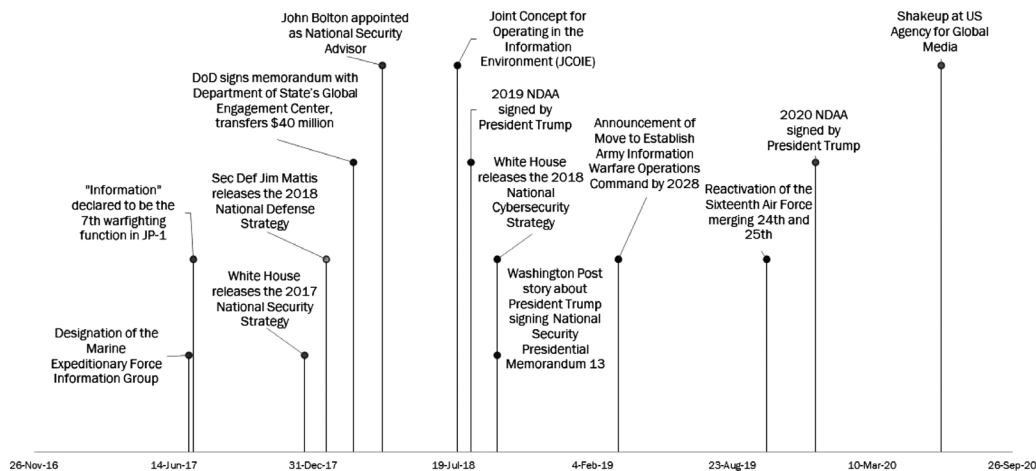 John Bolton appointed
as National Security
Advisor
Joint Concept for
Operating in the
Information
Environment (JCOIE)
Shakeup at US
Agency for Global
Media
DoD signs memorandum with
Department of State's Global
Engagement Center,
transfers $40 million
2019 NDAA
signed by
President Trump
Announcement of
Move to Establish
Army Information
Warfare Operations
Command by 2028
2020 NDAA
signed by
President Trump
"Information"
declared to be the
7th warfighting
function in JP-1
Sec Def Jim Mattis
releases the 2018
National Defense
Strategy
White House
releases the 2018
National
Cybersecurity
Strategy
Reactivation of the
Sixteenth Air Force
merging 24th and
25th
White House
releases the 2017
National Security
Strategy
Washington Post
story about
President Trump
signing National
Security
Presidential
Memorandum 13
Designation of the
Marine
Expeditionary Force
Information Group
26-Nov-16 14-Jun-17 31-Dec-17 19-Jul-18 4-Feb-19 23-Aug-19 10-Mar-20 26-Sep-20